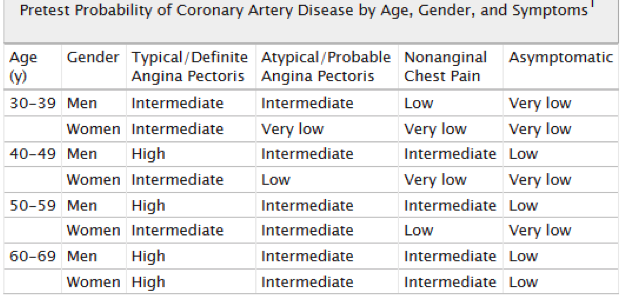 Pretest Probability of Coronary Artery Disease by Age, Gender, and Symptoms1
Age (y) Gender Typical/Definite Angina Pectoris Atypical/Probable Angina Pectoris Nonanginal Chest Pain Asymptomatic
30-39 Men Intermediate Intermediate Low Very low
Women Intermediate Very low Very low Very low
40-49 Men High Intermediate Intermediate Low
Women Intermediate Low Very low Very low
50-59 Men High Intermediate Intermediate Low
Women Intermediate Intermediate Low Very low
60-69 Men High Intermediate Intermediate Low
Women High Intermediate Intermediate Low